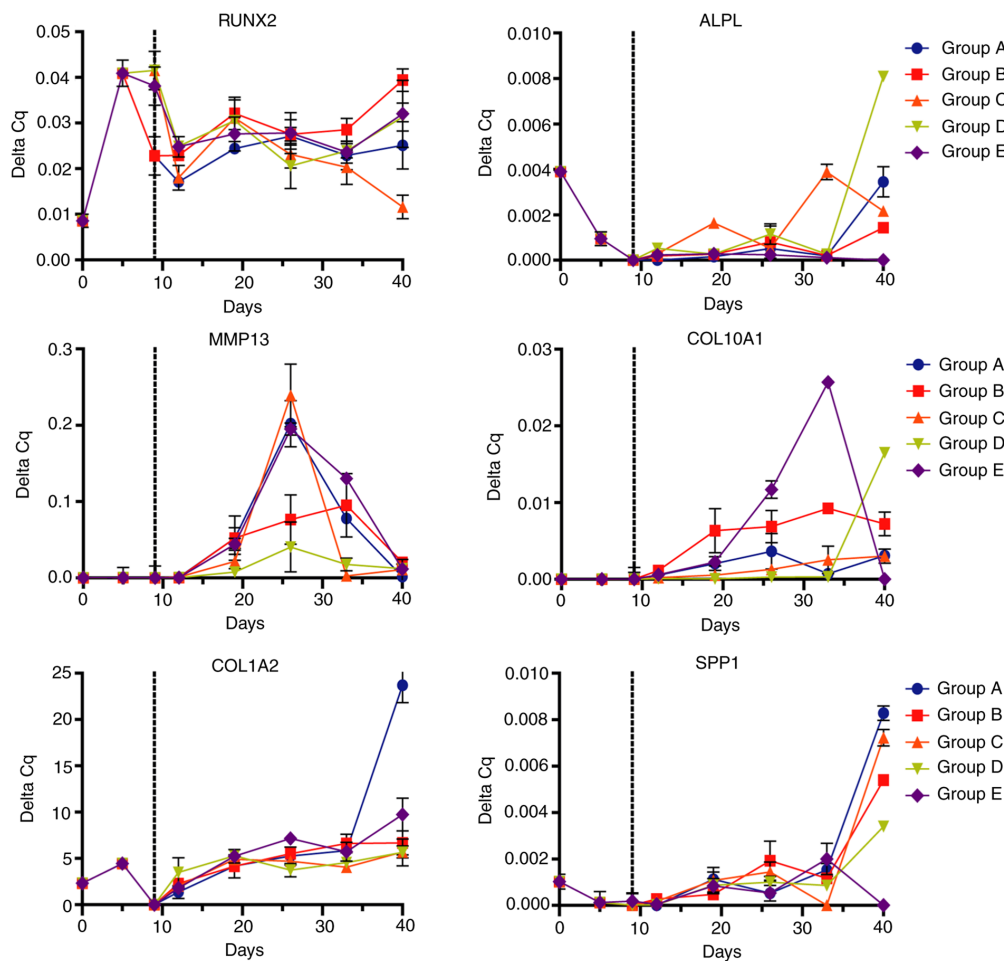 RUNX2
Delta Cq
0.05
0.04
0.03
0.02
0.01
0.00
0 10 20 30 40
Days
ALPL
Delta Cq
0.010
0.008
0.006
0.004
0.002
0.000
0 10 20 30 40
Days
Group A
Group B
Group C
Group D
Group E
MMP13
Delta Cq
0.3
0.2
0.1
0.0
0 10 20 30 40
Days
COL10A1
Delta Cq
0.03
0.02
0.01
0.00
0 10 20 30 40
Days
Group A
Group B
Group C
Group D
Group E
COL1A2
Delta Cq
25
20
15
10
5
0
0 10 20 30 40
Days
SPP1
Delta Cq
0.010
0.008
0.006
0.004
0.002
0.000
0 10 20 30 40
Days
Group A
Group B
Group C
Group D
Group E